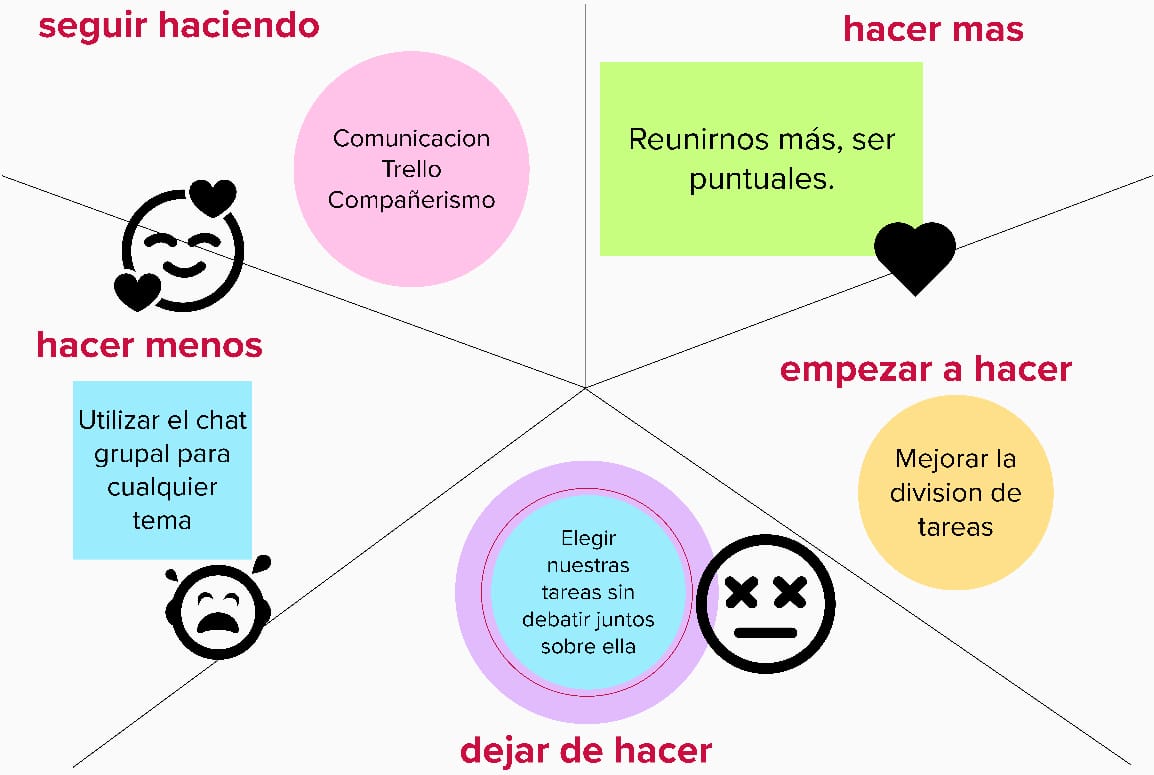 seguir haciendo
Comunicacion
Trello
Compañerismo
hacer mas
Reunirnos más, ser
puntuales.
hacer menos
Utilizar el chat
grupal para
cualquier
tema
empezar a hacer
Mejorar la
division de
tareas
Elegir
nuestras
tareas sin
debatir juntos
sobre ella
dejar de hacer